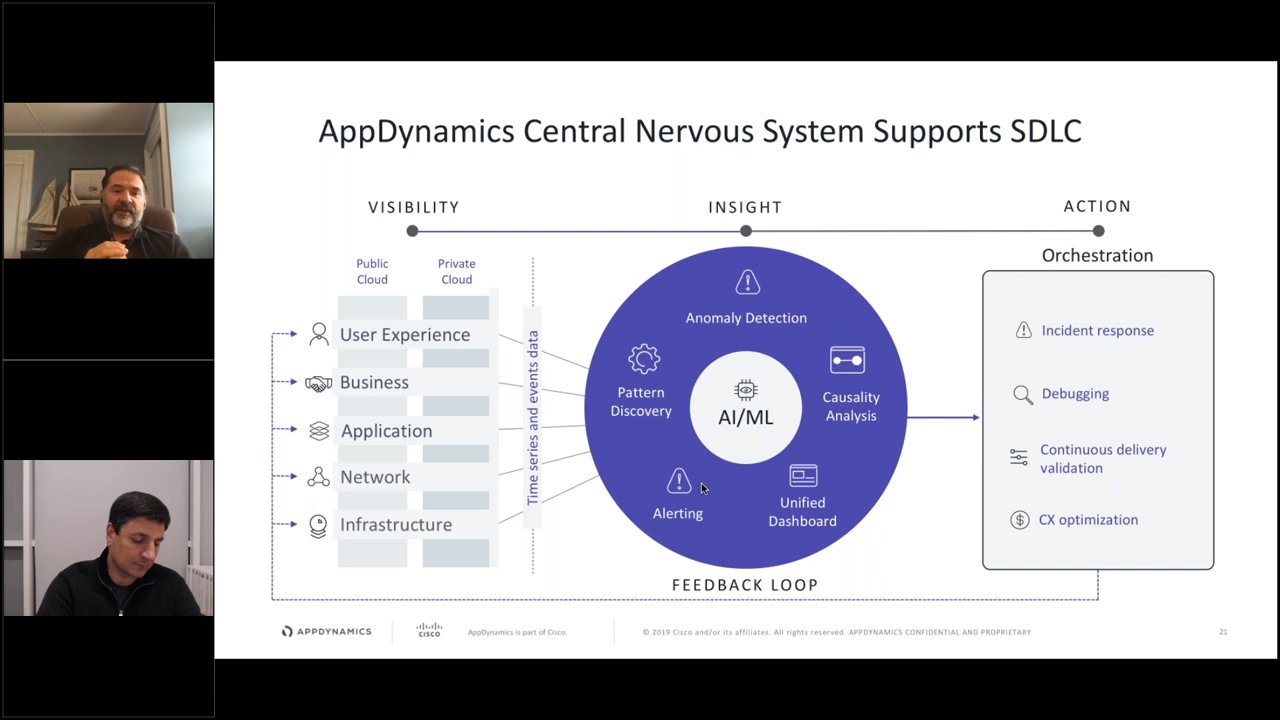 AppDynamics Central Nervous System Supports SDLC
VISIBILITY
INSIGHT
ACTION
Public
Cloud
Private
Cloud
User Experience
Business
Application
Network
Infrastructure
Time series and events data
Anomaly Detection
Pattern
Discovery
Causality
Analysis
AI/ML
Alerting
Unified
Dashboard
Orchestration
Incident response
Debugging
Continuous delivery
validation
CX optimization
FEEDBACK LOOP
APPDYNAMICS
CISCO
AppDynamics is part of Cisco.
© 2019 Cisco and/or its affiliates. All rights reserved. APPDYNAMICS CONFIDENTIAL AND PROPRIETARY
21